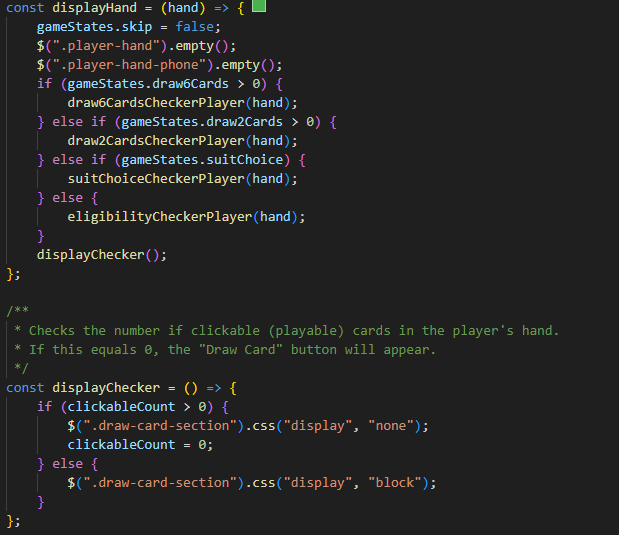 const displayHand = (hand) => {
    gameStates.skip = false;
    $(".player-hand").empty();
    $(".player-hand-phone").empty();
    if (gameStates.draw6Cards > 0) {
        draw6CardsCheckerPlayer(hand);
    } else if (gameStates.draw2Cards > 0) {
        draw2CardsCheckerPlayer(hand);
    } else if (gameStates.suitChoice) {
        suitChoiceCheckerPlayer(hand);
    } else {
        eligibilityCheckerPlayer(hand);
    }
    displayChecker();
};

/**
 * Checks the number if clickable (playable) cards in the player's hand.
 * If this equals 0, the "Draw Card" button will appear.
 */
const displayChecker = () => {
    if (clickableCount > 0) {
        $(".draw-card-section").css("display", "none");
        clickableCount = 0;
    } else {
        $(".draw-card-section").css("display", "block");
    }
};